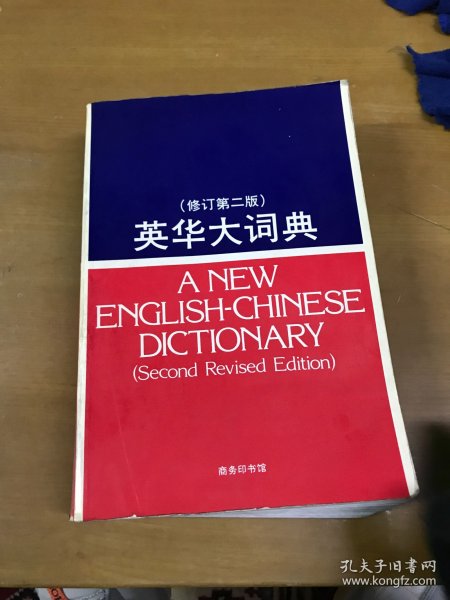 （修订第二版）
英华大词典
A NEW
ENGLISH-CHINESE
DICTIONARY
(Second Revised Edition)
商务印书馆
孔夫子旧书网
www.kongfz.com